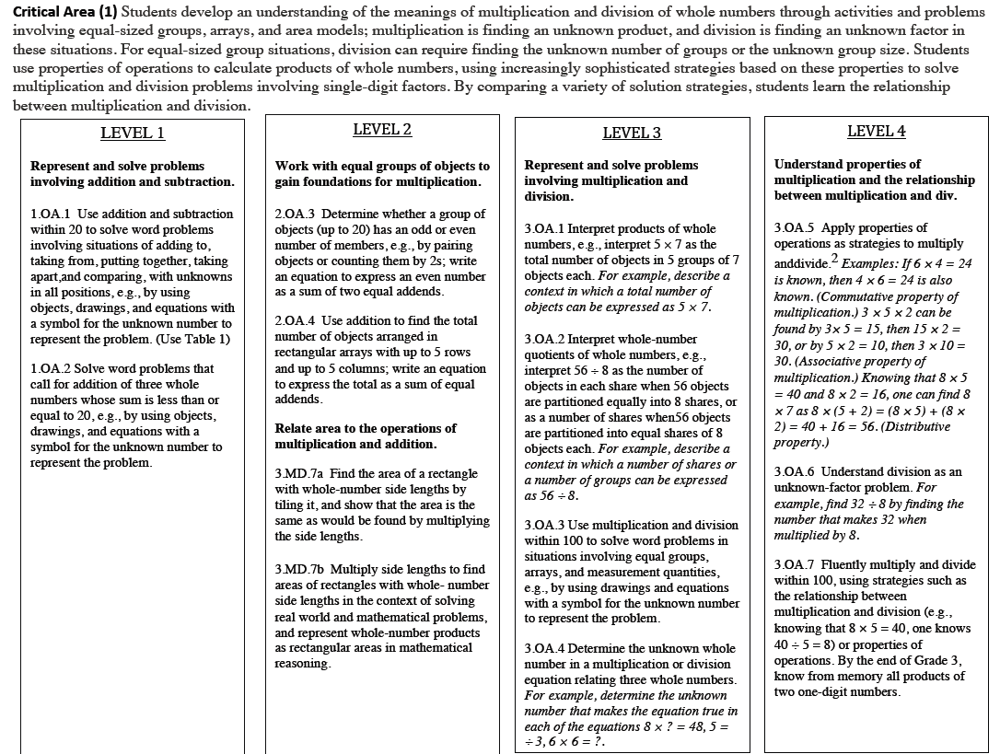 Critical Area (1) Students develop an understanding of the meanings of multiplication and division of whole numbers through activities and problems
involving equal-sized groups, arrays, and area models; multiplication is finding an unknown product, and division is finding an unknown factor in
these situations. For equal-sized group situations, division can require finding the unknown number of groups or the unknown group size. Students
use properties of operations to calculate products of whole numbers, using increasingly sophisticated strategies based on these properties to solve
multiplication and division problems involving single-digit factors. By comparing a variety of solution strategies, students learn the relationship
between multiplication and division.
LEVEL 1
Represent and solve problems
involving addition and subtraction.
1.OA.1 Use addition and subtraction
within 20 to solve word problems
involving situations of adding to,
taking from, putting together, taking
apart,and comparing, with unknowns
in all positions, e.g., by using
objects, drawings, and equations with
a symbol for the unknown number to
represent the problem. (Use Table 1)
1.OA.2 Solve word problems that
call for addition of three whole
numbers whose sum is less than or
equal to 20, e.g., by using objects,
drawings, and equations with a
symbol for the unknown number to
represent the problem.
LEVEL 2
Work with equal groups of objects to
gain foundations for multiplication.
2.OA.3 Determine whether a group of
objects (up to 20) has an odd or even
number of members, e.g., by pairing
objects or counting them by 2s; write
an equation to express an even number
as a sum of two equal addends.
2.OA.4 Use addition to find the total
number of objects arranged in
rectangular arrays with up to 5 rows
and up to 5 columns; write an equation
to express the total as a sum of equal
addends.
Relate area to the operations of
multiplication and addition.
3.MD.7a Find the area of a rectangle
with whole-number side lengths by
tiling it, and show that the area is the
same as would be found by multiplying
the side lengths.
3.MD.7b Multiply side lengths to find
areas of rectangles with whole- number
side lengths in the context of solving
real world and mathematical problems,
and represent whole-number products
as rectangular areas in mathematical
reasoning.
LEVEL 3
Represent and solve problems
involving multiplication and
division.
3.OA.1 Interpret products of whole
numbers, e.g., interpret 5 × 7 as the
total number of objects in 5 groups of 7
objects each. For example, describe a
context in which a total number of
objects can be expressed as 5 × 7.
3.OA.2 Interpret whole-number
quotients of whole numbers, e.g.,
interpret 56 ÷ 8 as the number of
objects in each share when 56 objects
are partitioned equally into 8 shares, or
as a number of shares when56 objects
are partitioned into equal shares of 8
objects each. For example, describe a
context in which a number of shares or
a number of groups can be expressed
as 56 ÷ 8.
3.OA.3 Use multiplication and division
within 100 to solve word problems in
situations involving equal groups,
arrays, and measurement quantities,
e.g., by using drawings and equations
with a symbol for the unknown number
to represent the problem.
3.OA.4 Determine the unknown whole
number in a multiplication or division
equation relating three whole numbers.
For example, determine the unknown
number that makes the equation true in
each of the equations 8 × ? = 48, 5 =
÷ 3, 6 × 6 = ?.
LEVEL 4
Understand properties of
multiplication and the relationship
between multiplication and div.
3.OA.5 Apply properties of
operations as strategies to multiply
anddivide.2 Examples: If 6 × 4 = 24
is known, then 4 × 6 = 24 is also
known. (Commutative property of
multiplication.) 3 × 5 × 2 can be
found by 3× 5 = 15, then 15 × 2 =
30, or by 5 × 2 = 10, then 3 × 10 =
30. (Associative property of
multiplication.) Knowing that 8 × 5
= 40 and 8 × 2 = 16, one can find 8
× 7 as 8 × (5 + 2) = (8 × 5) + (8 ×
2) = 40 + 16 = 56. (Distributive
property.)
3.OA.6 Understand division as an
unknown-factor problem. For
example, find 32 ÷ 8 by finding the
number that makes 32 when
multiplied by 8.
3.OA.7 Fluently multiply and divide
within 100, using strategies such as
the relationship between
multiplication and division (e.g.,
knowing that 8 × 5 = 40, one knows
40 ÷ 5 = 8) or properties of
operations. By the end of Grade 3,
know from memory all products of
two one-digit numbers.